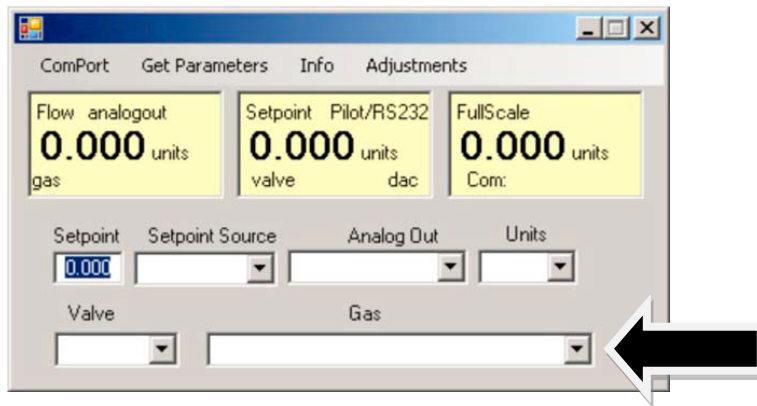 ComPort Get Parameters Info Adjustments
Flow analogout Setpoint Pilot/RS232 FullScale
0.000 units 0.000 units 0.000 units
gas valve dac Com:
Setpoint Setpoint Source Analog Out Units
0.000
Valve Gas